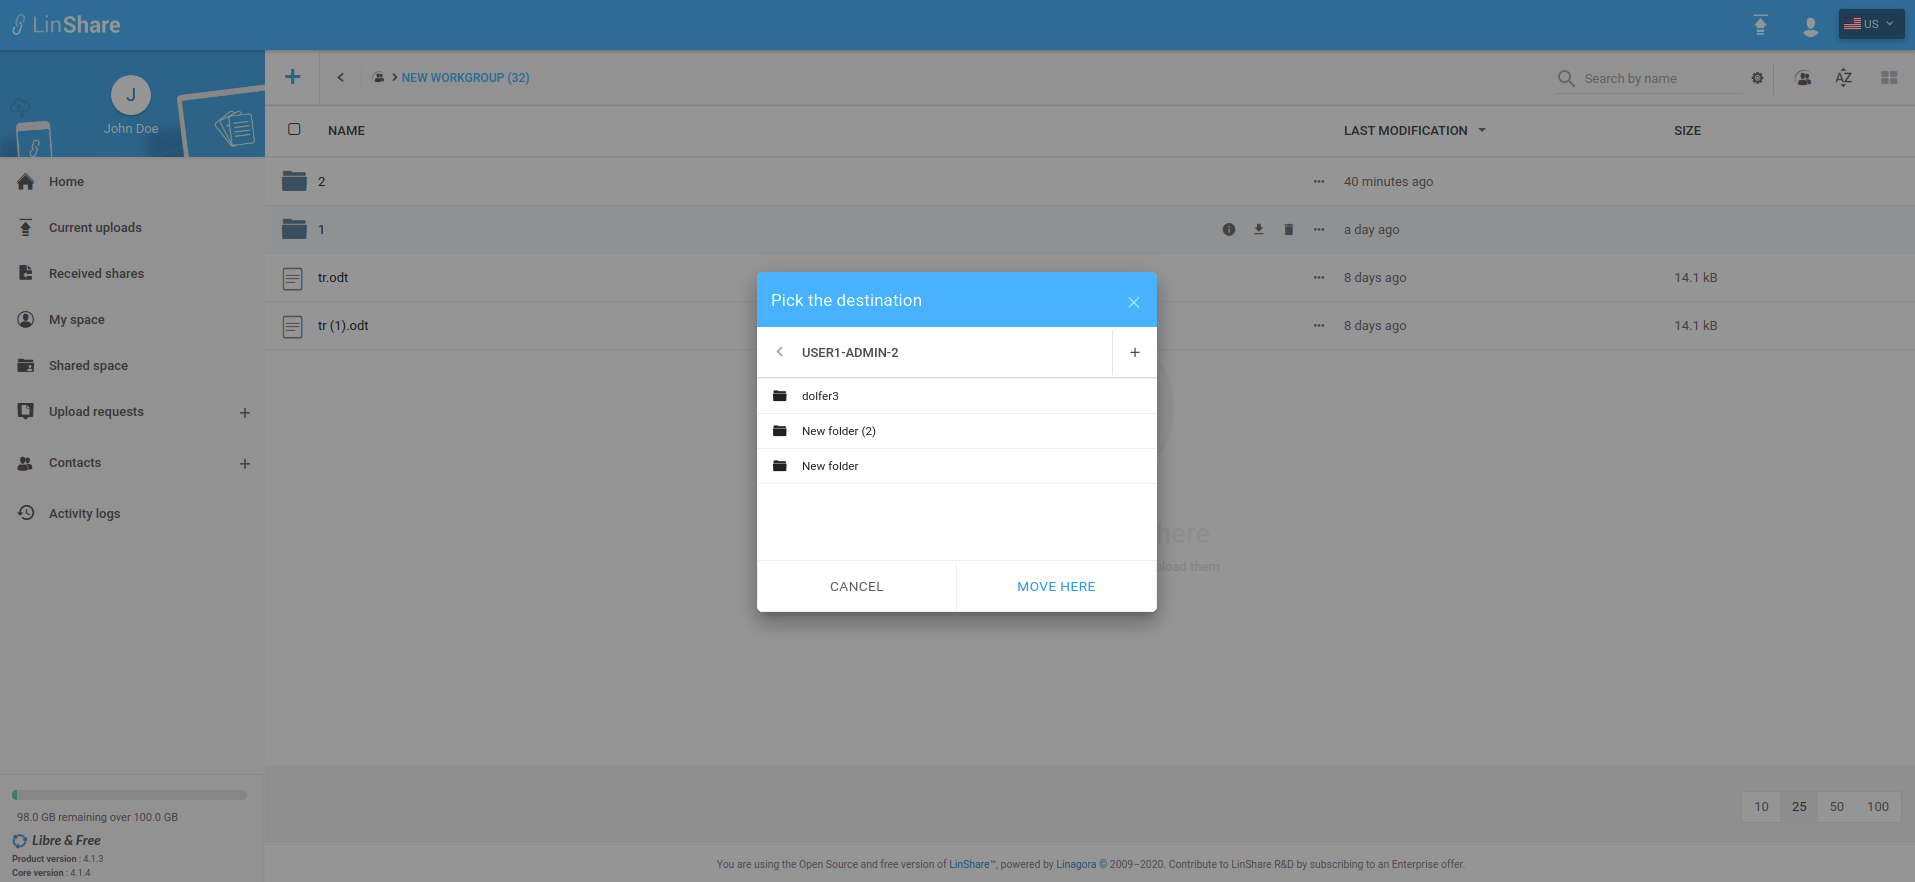 LinShare
US
J
John Doe
NEW WORKGROUP (32)
Search by name
AZ
NAME
LAST MODIFICATION
SIZE
Home
Current uploads
Received shares
My space
Shared space
Upload requests
Contacts
Activity logs
2
40 minutes ago
1
a day ago
tr.odt
8 days ago
14.1 kB
tr (1).odt
8 days ago
14.1 kB
Pick the destination
USER1-ADMIN-2
dolfer3
New folder (2)
New folder
CANCEL
MOVE HERE
here
load them
98.0 GB remaining over 100.0 GB
Libre & Free
Product version : 4.1.3
Core version : 4.1.4
10
25
50
100
You are using the Open Source and free version of LinShare™, powered by Linagora © 2009–2020. Contribute to LinShare R&D by subscribing to an Enterprise offer.